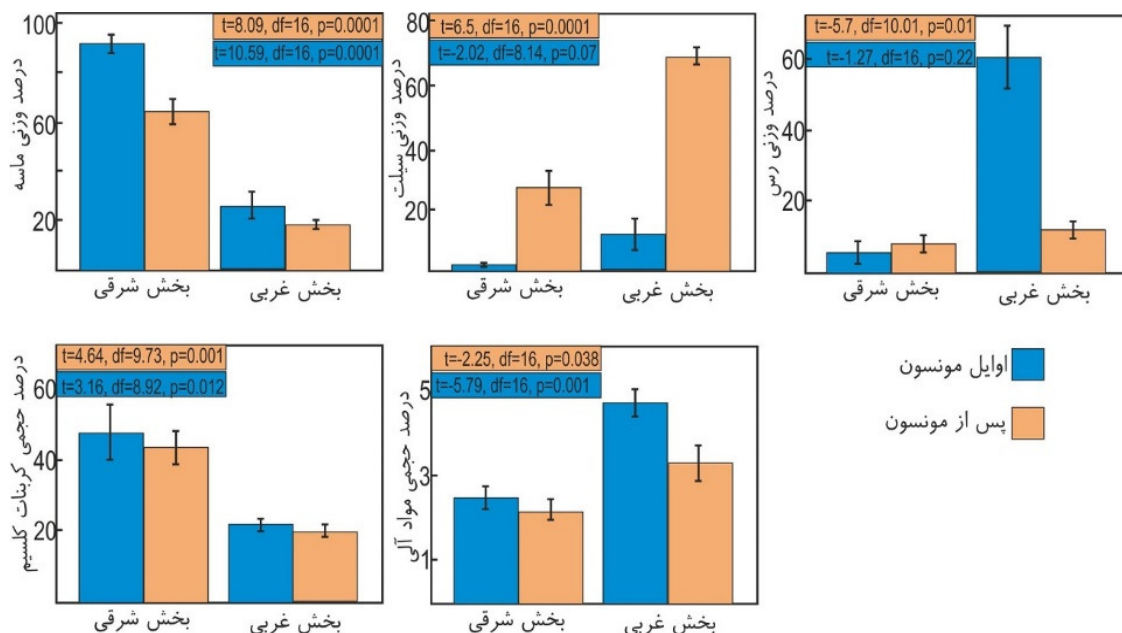 درصد وزنی ماسه
100
60
20
t=8.09, df=16, p=0.0001
t=10.59, df=16, p=0.0001
بخش شرقی
بخش غربی
درصد وزنی سیلت
80
60
40
20
t=6.5, df=16, p=0.0001
t=-2.02, df=8.14, p=0.07
بخش شرقی
بخش غربی
درصد وزنی رس
60
40
20
t=-5.7, df=10.01, p=0.01
t=-1.27, df=16, p=0.22
بخش شرقی
بخش غربی
درصد حجمی کربنات کلسیم
60
40
20
t=4.64, df=9.73, p=0.001
t=3.16, df=8.92, p=0.012
بخش شرقی
بخش غربی
درصد حجمی مواد آلی
5
3
1
t=-2.25, df=16, p=0.038
t=-5.79, df=16, p=0.001
بخش شرقی
بخش غربی
اوایل مونسون
پس از مونسون